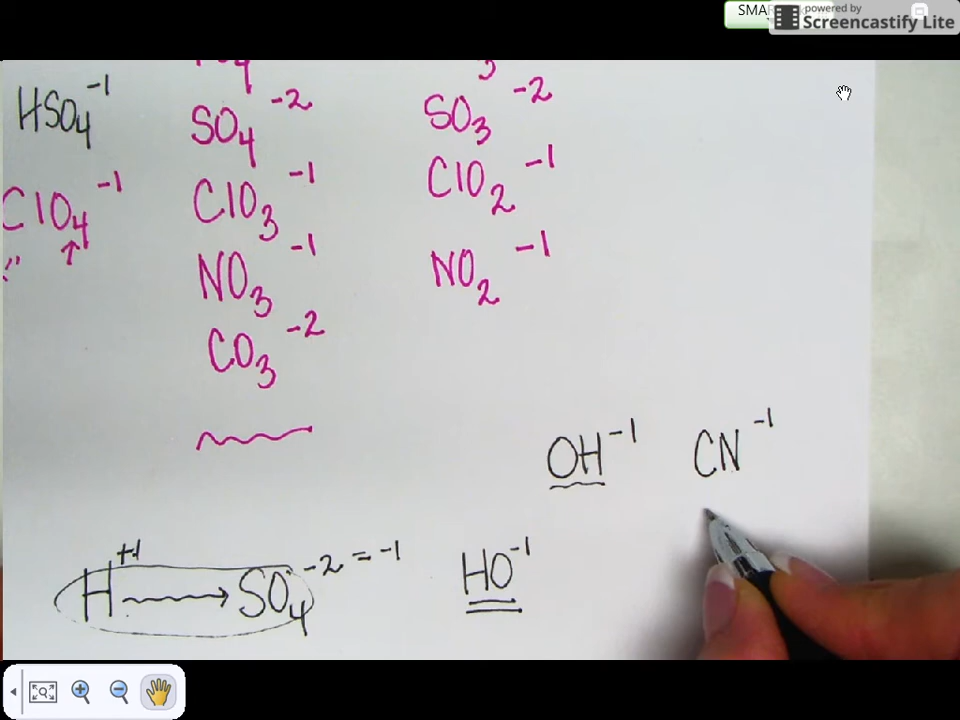 SMA
powered by
Screencastify Lite
HSO4 -1
SO4 -2
SO3 -2
ClO4 -1
ClO3 -1
ClO2 -1
NO3 -1
NO2 -1
CO3 -2
OH -1
CN -1
H +1 → SO4 -2 = -1
HO -1